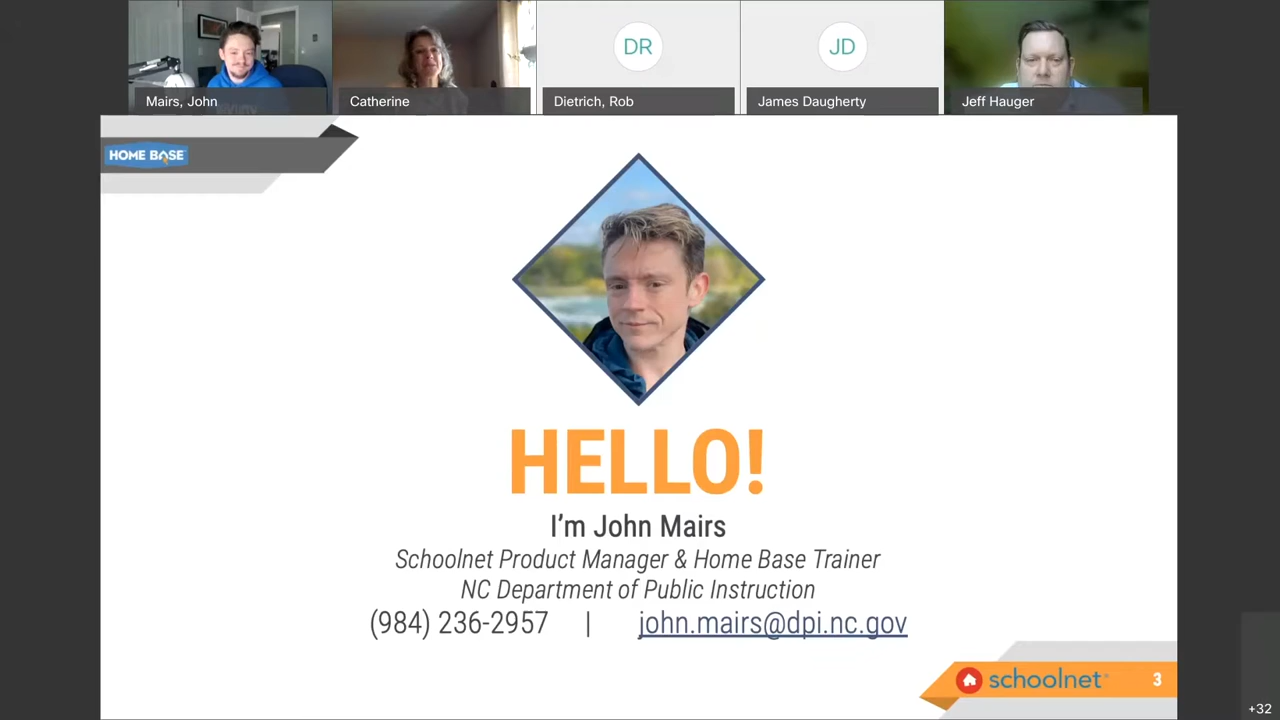 DR
JD
Mairs, John
Catherine
Dietrich, Rob
James Daugherty
Jeff Hauger
HOME BASE
HELLO!
I'm John Mairs
Schoolnet Product Manager & Home Base Trainer
NC Department of Public Instruction
(984) 236-2957 | john.mairs@dpi.nc.gov
schoolnet 3
+32